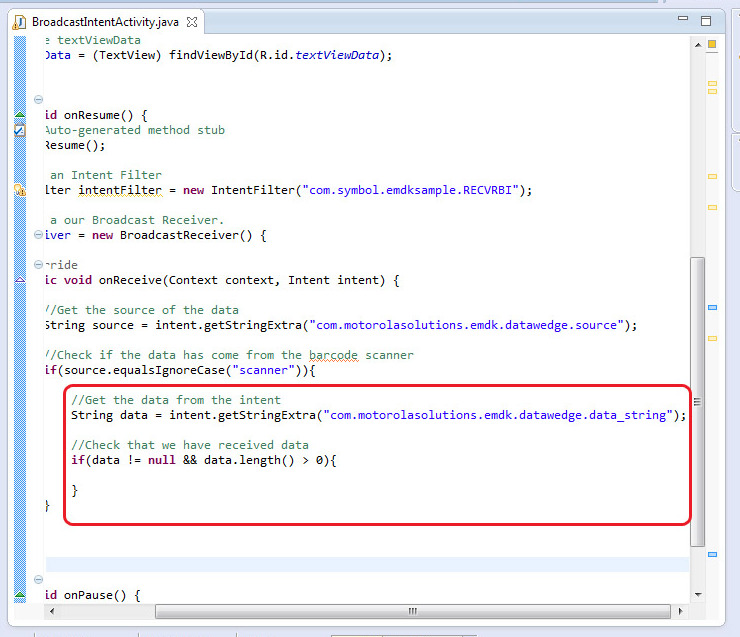 BroadcastIntentActivity.java
e textViewData
Data = (TextView) findViewById(R.id.textViewData);
id onResume() {
Auto-generated method stub
Resume();
an Intent Filter
lter intentFilter = new IntentFilter("com.symbol.emdksample.RECVRBI");
a our Broadcast Receiver.
iver = new BroadcastReceiver() {
rride
ic void onReceive(Context context, Intent intent) {
//Get the source of the data
String source = intent.getStringExtra("com.motorolasolutions.emdk.datawedge.source");
//Check if the data has come from the barcode scanner
if(source.equalsIgnoreCase("scanner")){
//Get the data from the intent
String data = intent.getStringExtra("com.motorolasolutions.emdk.datawedge.data_string");
//Check that we have received data
if(data != null && data.length() > 0){
}
}
id onPause() {